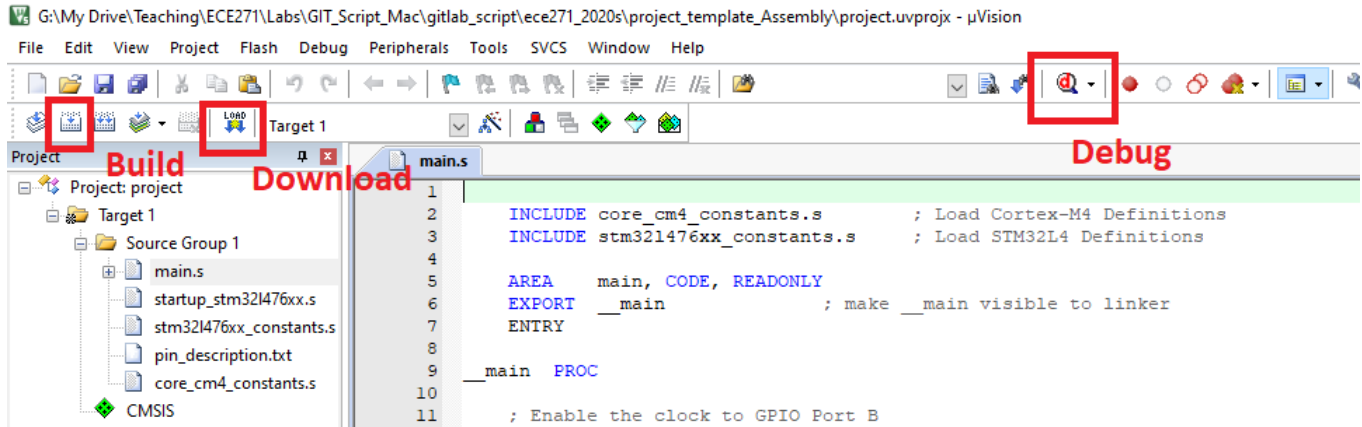 G:\My Drive\Teaching\ECE271\Labs\GIT_Script_Mac\gitlab_script\ece271_2020s\project_template_Assembly\project.uvprojx - µVision
File Edit View Project Flash Debug Peripherals Tools SVCS Window Help
LOAD
Target 1
Build
Download
Debug
Project
main.s
Project: project
Target 1
Source Group 1
main.s
startup_stm32l476xx.s
stm32l476xx_constants.s
pin_description.txt
core_cm4_constants.s
CMSIS
1
2 INCLUDE core_cm4_constants.s ; Load Cortex-M4 Definitions
3 INCLUDE stm32l476xx_constants.s ; Load STM32L4 Definitions
4
5 AREA main, CODE, READONLY
6 EXPORT __main ; make __main visible to linker
7 ENTRY
8
9 __main PROC
10
11 ; Enable the clock to GPIO Port B